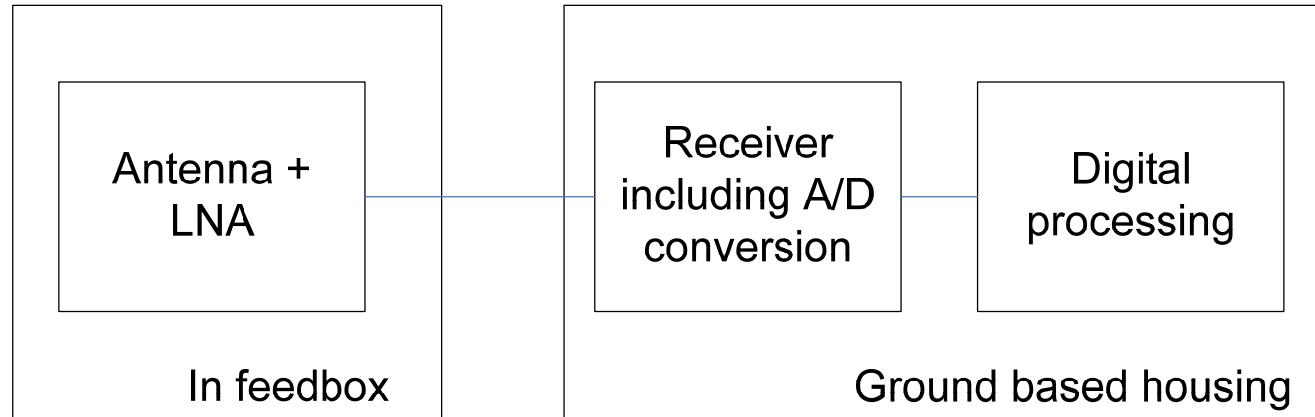 Antenna +
LNA
In feedbox
Receiver
including A/D
conversion
Digital
processing
Ground based housing